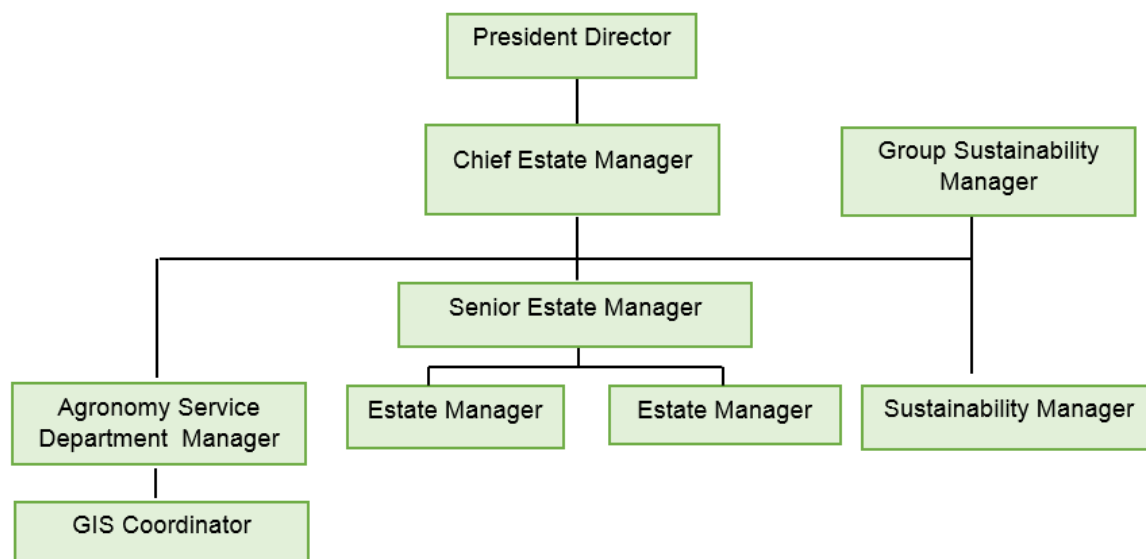 President Director
Chief Estate Manager
Group Sustainability
Manager
Senior Estate Manager
Agronomy Service
Department Manager
Estate Manager
Estate Manager
Sustainability Manager
GIS Coordinator